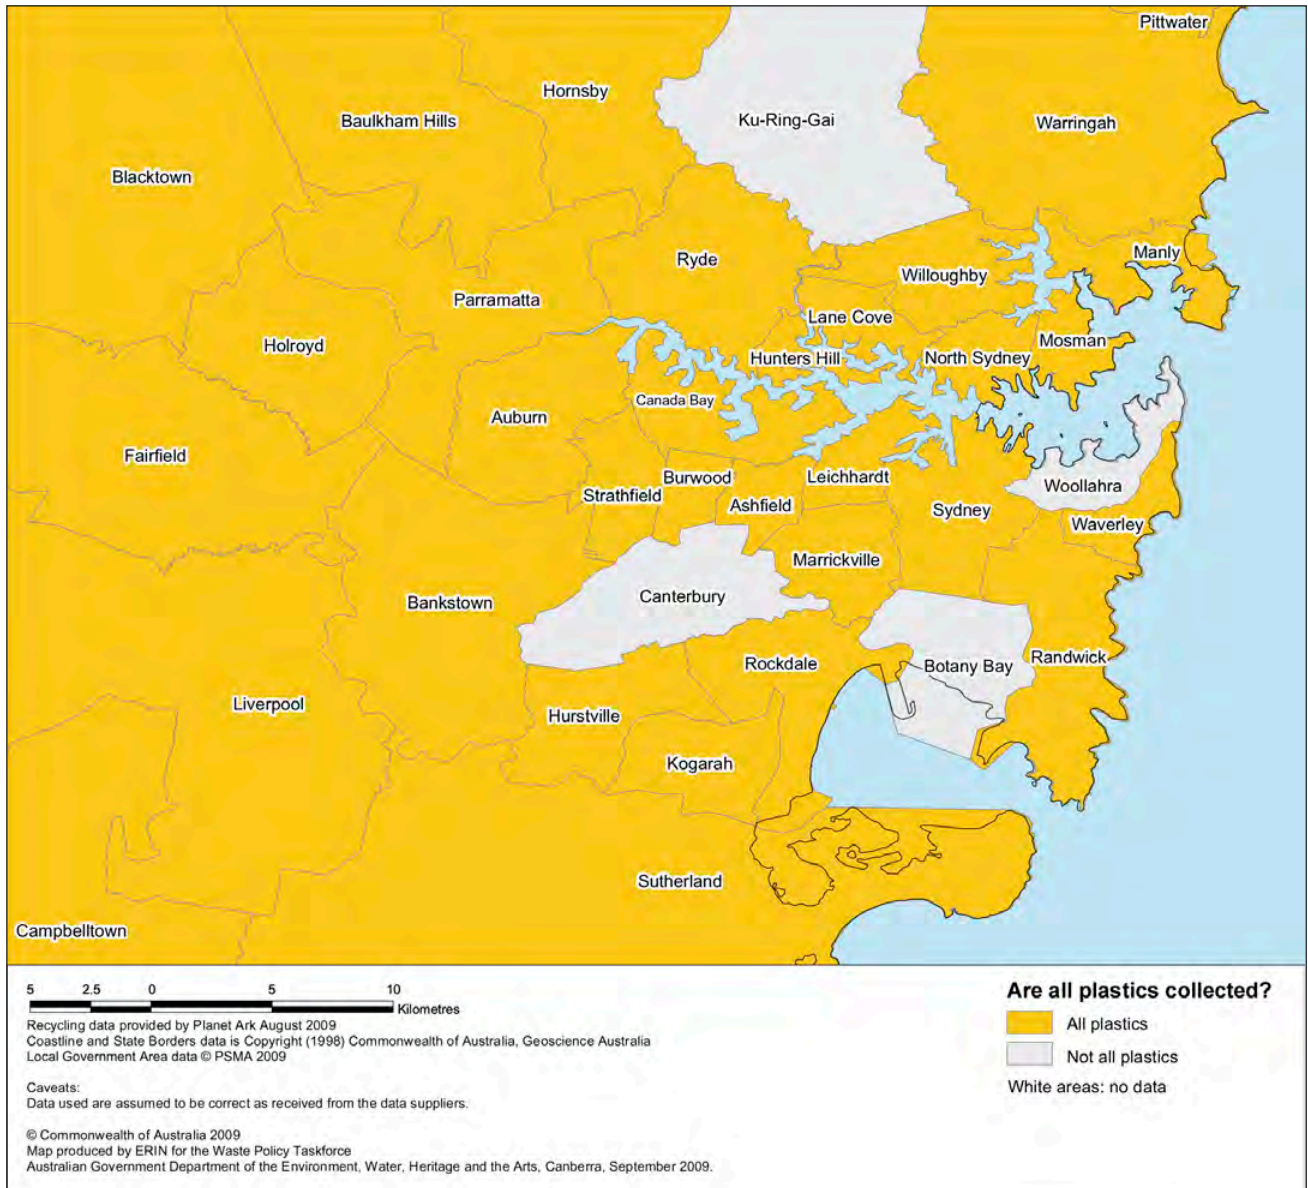 Pittwater
Hornsby
Baulkham Hills
Ku-Ring-Gai
Warringah
Blacktown
Ryde
Manly
Willoughby
Parramatta
Lane Cove
Holroyd
Mosman
Hunters Hill
North Sydney
Canada Bay
Auburn
Fairfield
Burwood
Leichhardt
Woollahra
Strathfield
Ashfield
Sydney
Waverley
Marrickville
Canterbury
Bankstown
Rockdale
Botany Bay
Randwick
Liverpool
Hurstville
Kogarah
Sutherland
Campbelltown
5 2.5 0 5 10
Kilometres
Recycling data provided by Planet Ark August 2009
Coastline and State Borders data is Copyright (1998) Commonwealth of Australia, Geoscience Australia
Local Government Area data © PSMA 2009
Caveats:
Data used are assumed to be correct as received from the data suppliers.
© Commonwealth of Australia 2009
Map produced by ERIN for the Waste Policy Taskforce
Australian Government Department of the Environment, Water, Heritage and the Arts, Canberra, September 2009.
Are all plastics collected?
All plastics
Not all plastics
White areas: no data